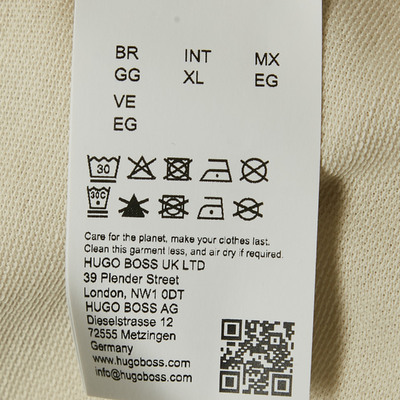 BR INT MX
GG XL EG
VE
EG
30
30C
Care for the planet, make your clothes last.
Clean this garment less, and air dry if required.
HUGO BOSS UK LTD
39 Plender Street
London, NW1 0DT
HUGO BOSS AG
Dieselstrasse 12
72555 Metzingen
Germany
www.hugoboss.com
info@hugoboss.com